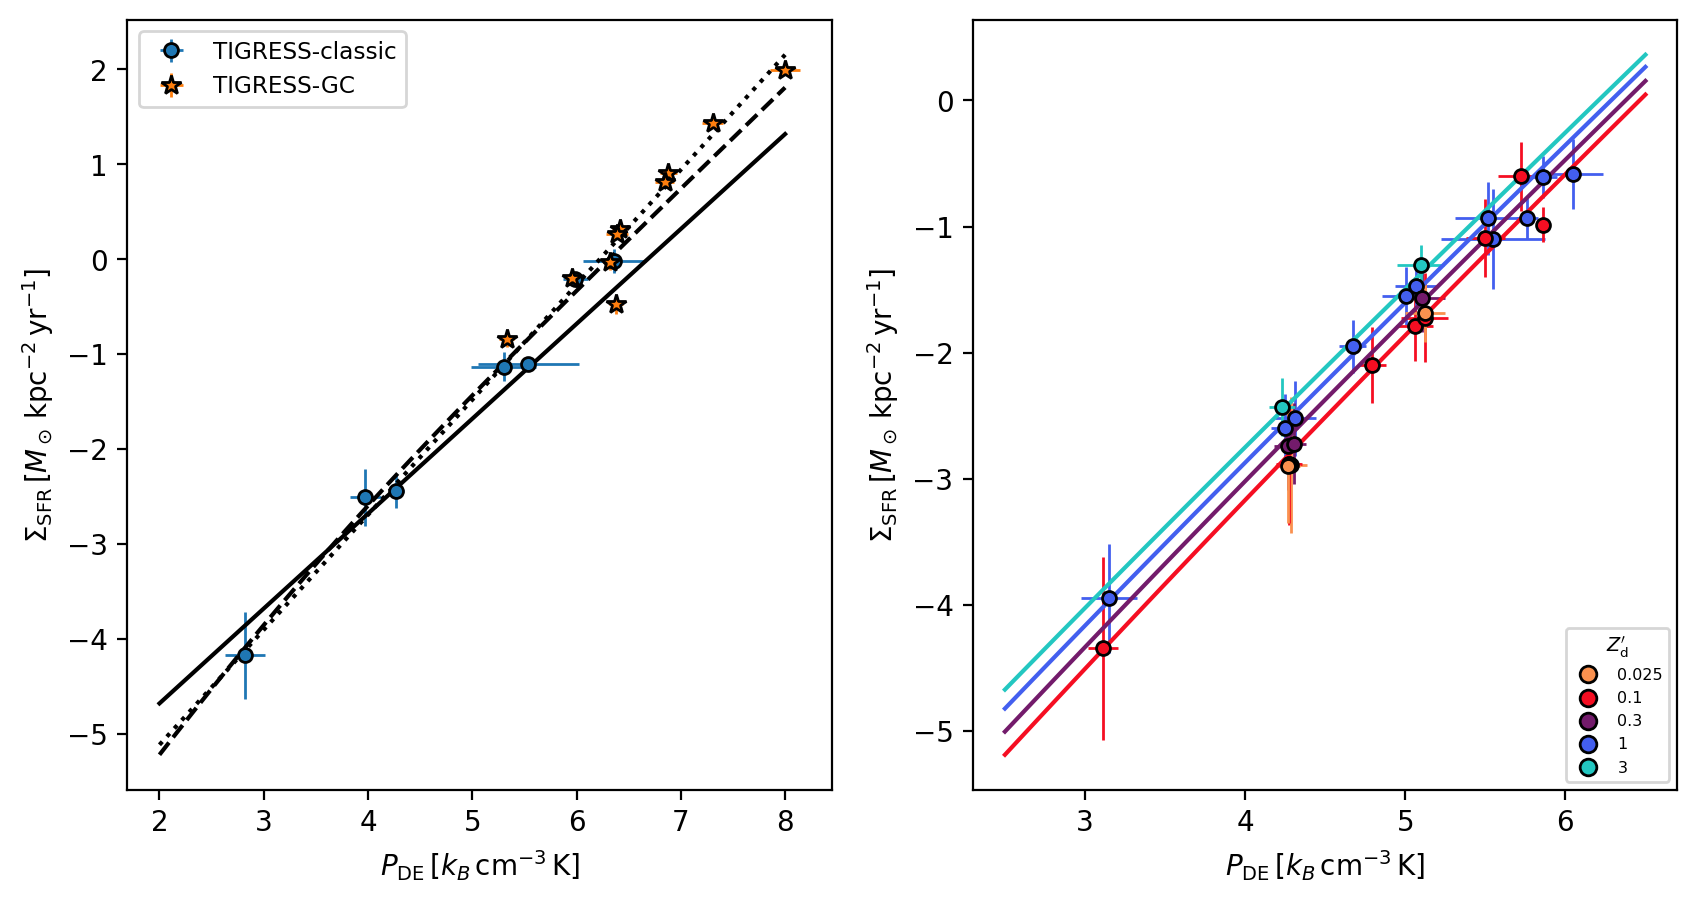 TIGRESS-classic
TIGRESS-GC
2
1
0
−1
−2
−3
−4
−5
Σ_SFR [M_⊙ kpc⁻² yr⁻¹]
2 3 4 5 6 7 8
P_DE [k_B cm⁻³ K]
0
−1
−2
−3
−4
−5
Σ_SFR [M_⊙ kpc⁻² yr⁻¹]
Z′_d
0.025
0.1
0.3
1
3
3 4 5 6
P_DE [k_B cm⁻³ K]